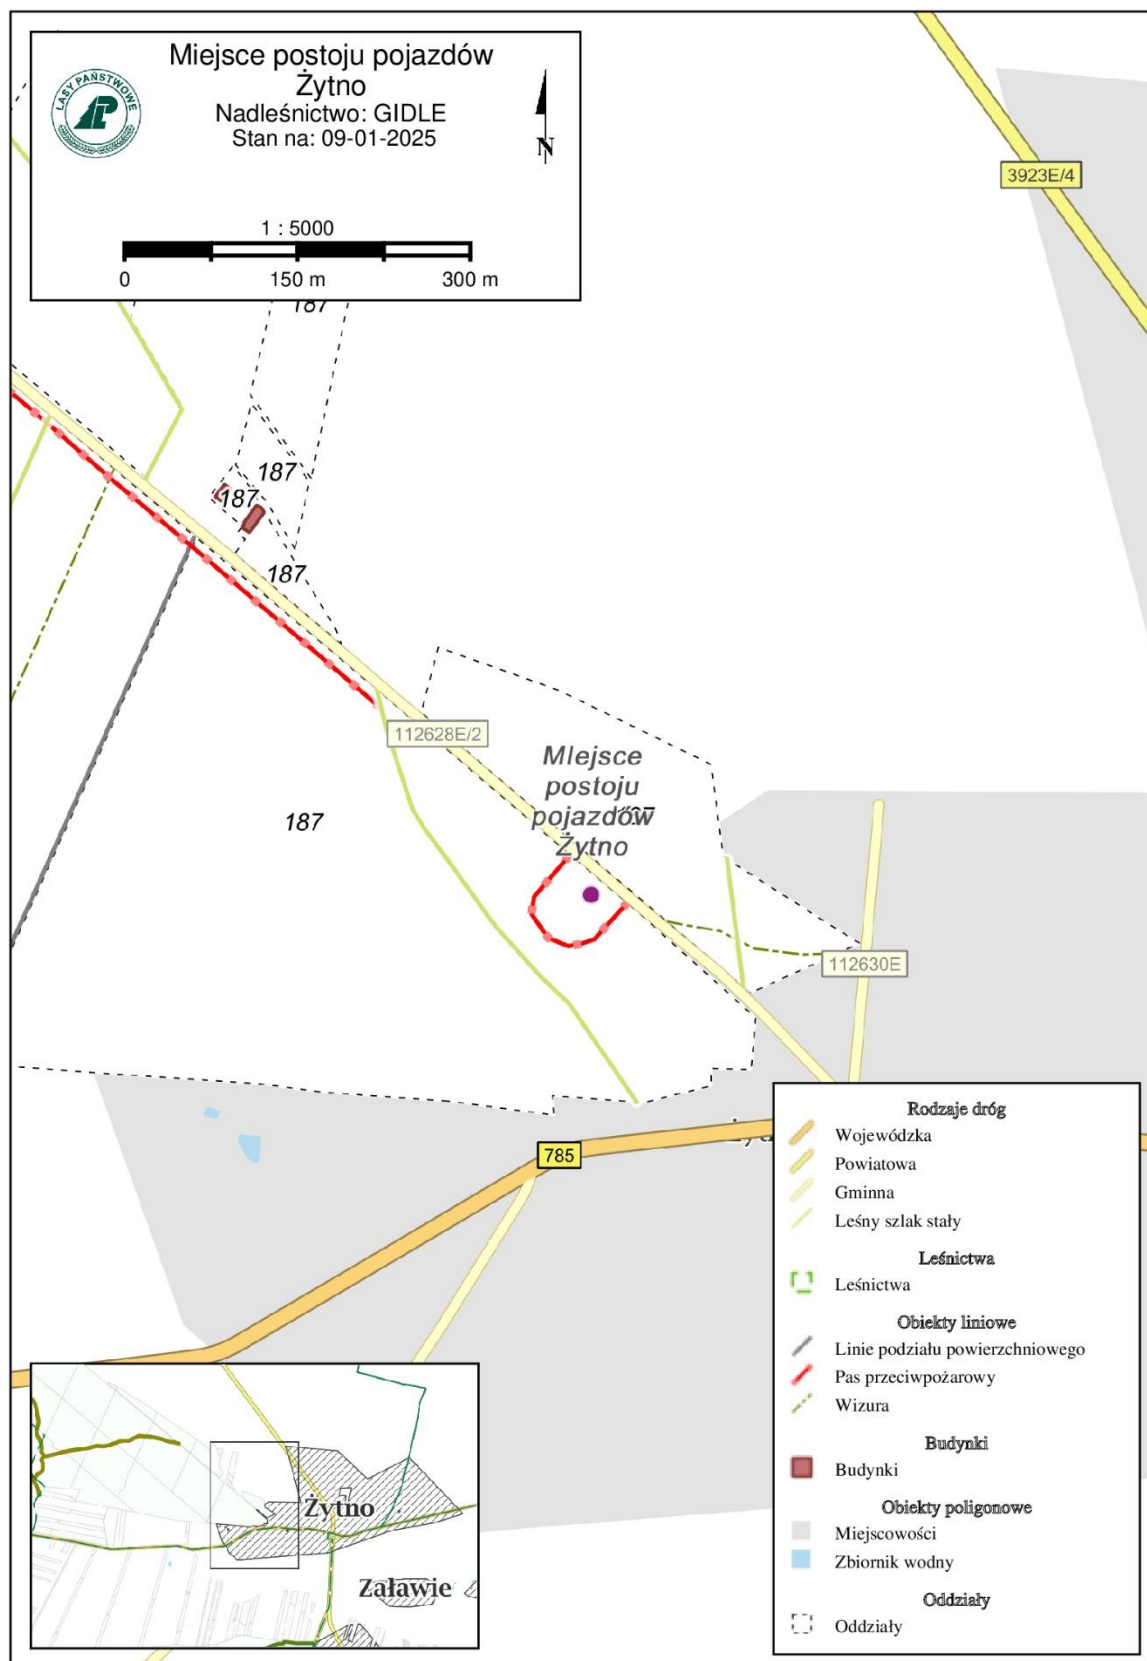 Miejsce postoju pojazdów
Żytno
Nadleśnictwo: GIDLE
Stan na: 09-01-2025
LASY PAŃSTWOWE
N
1 : 5000
0 150 m 300 m
3923E/4
187
187
187
187
112628E/2
MIejsce
postoju
pojazdów
Żytno
187
112630E
785
Rodzaje dróg
Wojewódzka
Powiatowa
Gminna
Leśny szlak stały
Leśnictwa
Leśnictwa
Obiekty liniowe
Linie podziału powierzchniowego
Pas przeciwpożarowy
Wizura
Budynki
Budynki
Obiekty poligonowe
Miejscowości
Zbiornik wodny
Oddziały
Oddziały
Żytno
Załawie